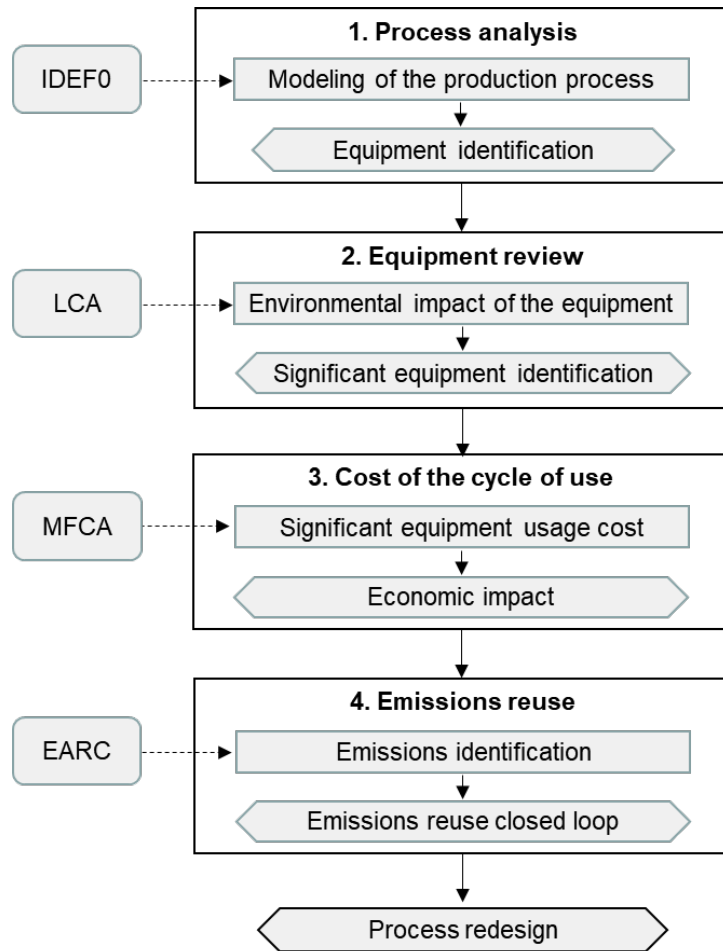 1. Process analysis
IDEF0
Modeling of the production process
Equipment identification
2. Equipment review
LCA
Environmental impact of the equipment
Significant equipment identification
3. Cost of the cycle of use
MFCA
Significant equipment usage cost
Economic impact
4. Emissions reuse
EARC
Emissions identification
Emissions reuse closed loop
Process redesign